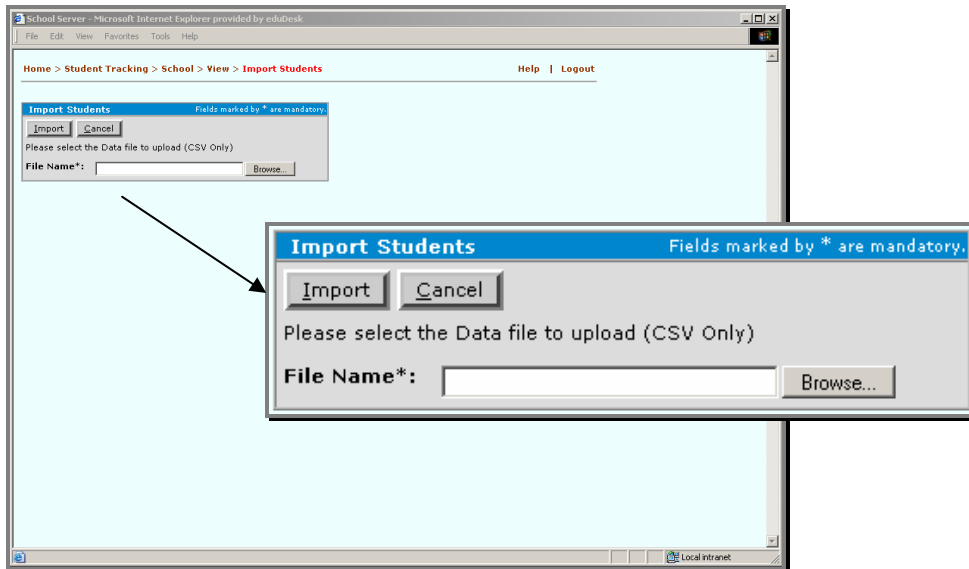 School Server - Microsoft Internet Explorer provided by eduDesk
File Edit View Favorites Tools Help
Home > Student Tracking > School > View > Import Students Help | Logout
Import Students Fields marked by * are mandatory.
Import Cancel
Please select the Data file to upload (CSV Only)
File Name*: Browse...
Import Students Fields marked by * are mandatory.
Import Cancel
Please select the Data file to upload (CSV Only)
File Name*: Browse...
Local intranet